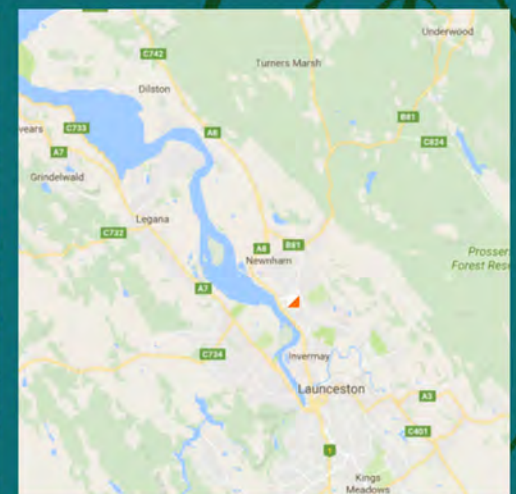 Underwood
C742
Turners Marsh
Dilston
B81
vears
C733
A8
C824
A7
Grindelwald
Legana
C732
A8
B81
Prosser
Newnham
Forest Rese
A7
C734
Invermay
Launceston
A3
C401
1
Kings
Meadows